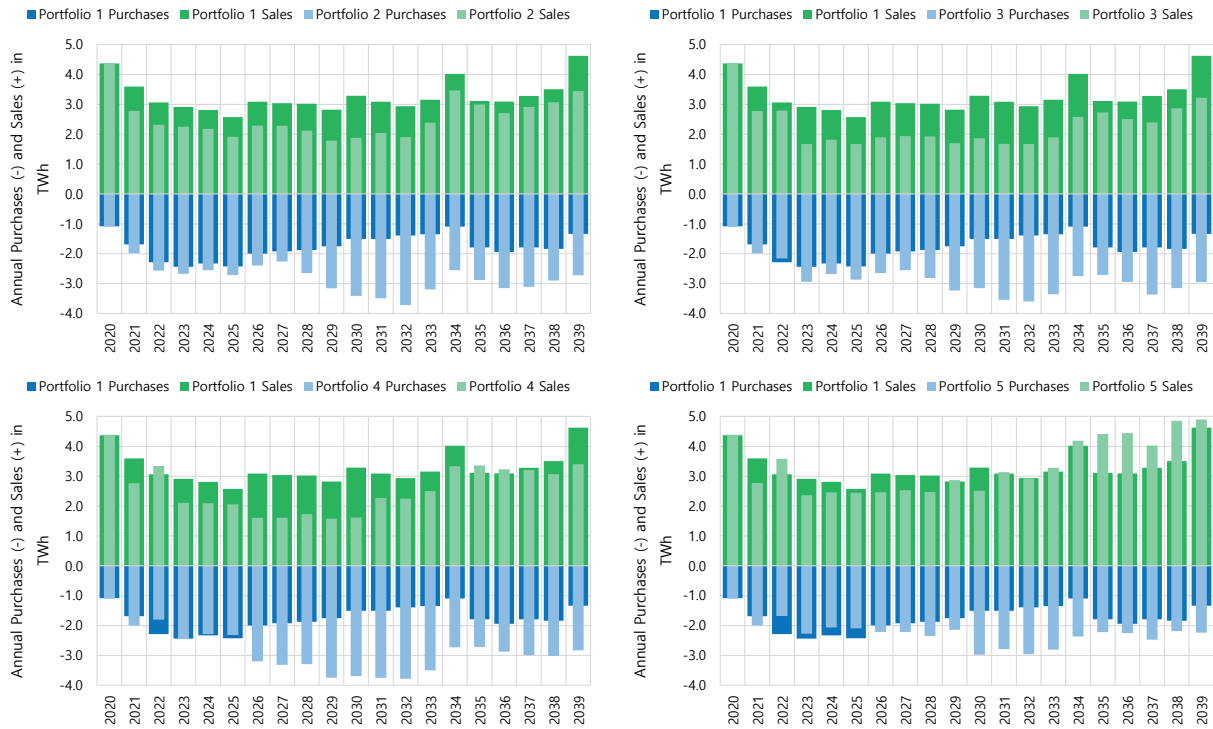 Portfolio 1 Purchases Portfolio 1 Sales Portfolio 2 Purchases Portfolio 2 Sales
Annual Purchases (-) and Sales (+) in
TWh
5.0
4.0
3.0
2.0
1.0
0.0
-1.0
-2.0
-3.0
-4.0
2020 2021 2022 2023 2024 2025 2026 2027 2028 2029 2030 2031 2032 2033 2034 2035 2036 2037 2038 2039
Portfolio 1 Purchases Portfolio 1 Sales Portfolio 3 Purchases Portfolio 3 Sales
Annual Purchases (-) and Sales (+) in
TWh
5.0
4.0
3.0
2.0
1.0
0.0
-1.0
-2.0
-3.0
-4.0
2020 2021 2022 2023 2024 2025 2026 2027 2028 2029 2030 2031 2032 2033 2034 2035 2036 2037 2038 2039
Portfolio 1 Purchases Portfolio 1 Sales Portfolio 4 Purchases Portfolio 4 Sales
Annual Purchases (-) and Sales (+) in
TWh
5.0
4.0
3.0
2.0
1.0
0.0
-1.0
-2.0
-3.0
-4.0
2020 2021 2022 2023 2024 2025 2026 2027 2028 2029 2030 2031 2032 2033 2034 2035 2036 2037 2038 2039
Portfolio 1 Purchases Portfolio 1 Sales Portfolio 5 Purchases Portfolio 5 Sales
Annual Purchases (-) and Sales (+) in
TWh
5.0
4.0
3.0
2.0
1.0
0.0
-1.0
-2.0
-3.0
-4.0
2020 2021 2022 2023 2024 2025 2026 2027 2028 2029 2030 2031 2032 2033 2034 2035 2036 2037 2038 2039